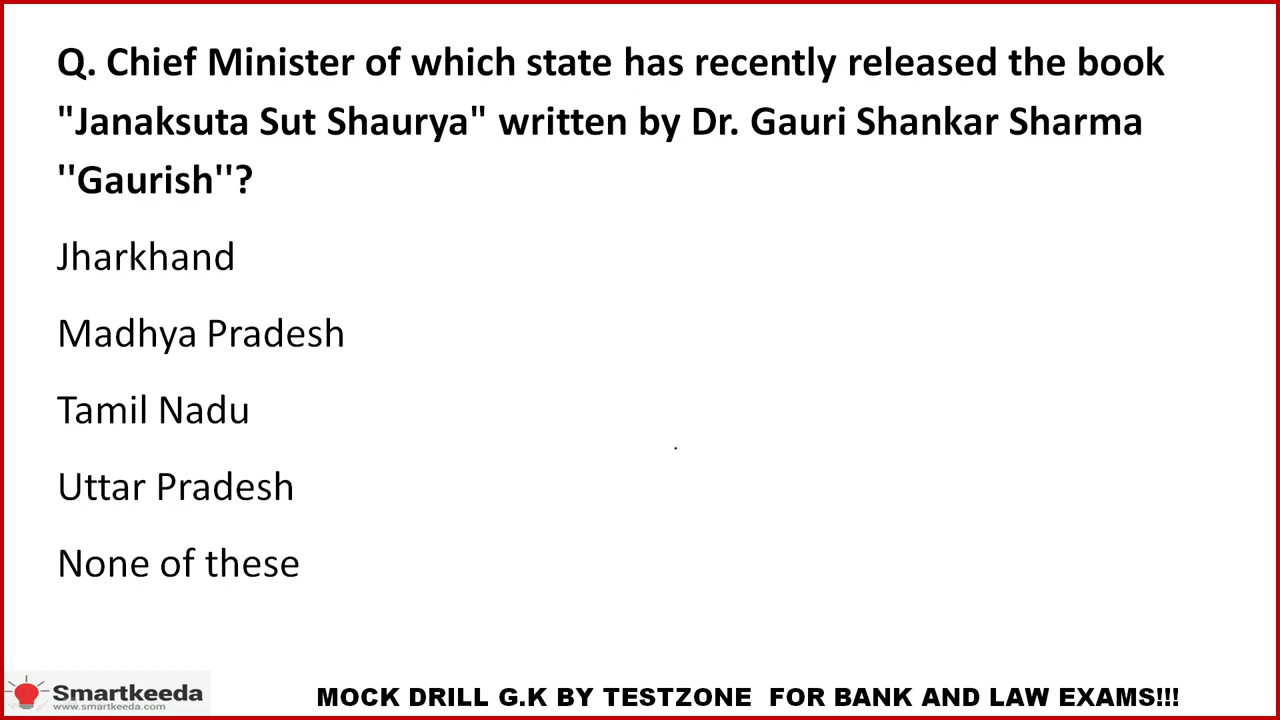 Q. Chief Minister of which state has recently released the book
"Janaksuta Sut Shaurya" written by Dr. Gauri Shankar Sharma
''Gaurish''?
Jharkhand
Madhya Pradesh
Tamil Nadu
Uttar Pradesh
None of these
Smartkeeda
www.smartkeeda.com
MOCK DRILL G.K BY TESTZONE  FOR BANK AND LAW EXAMS!!!